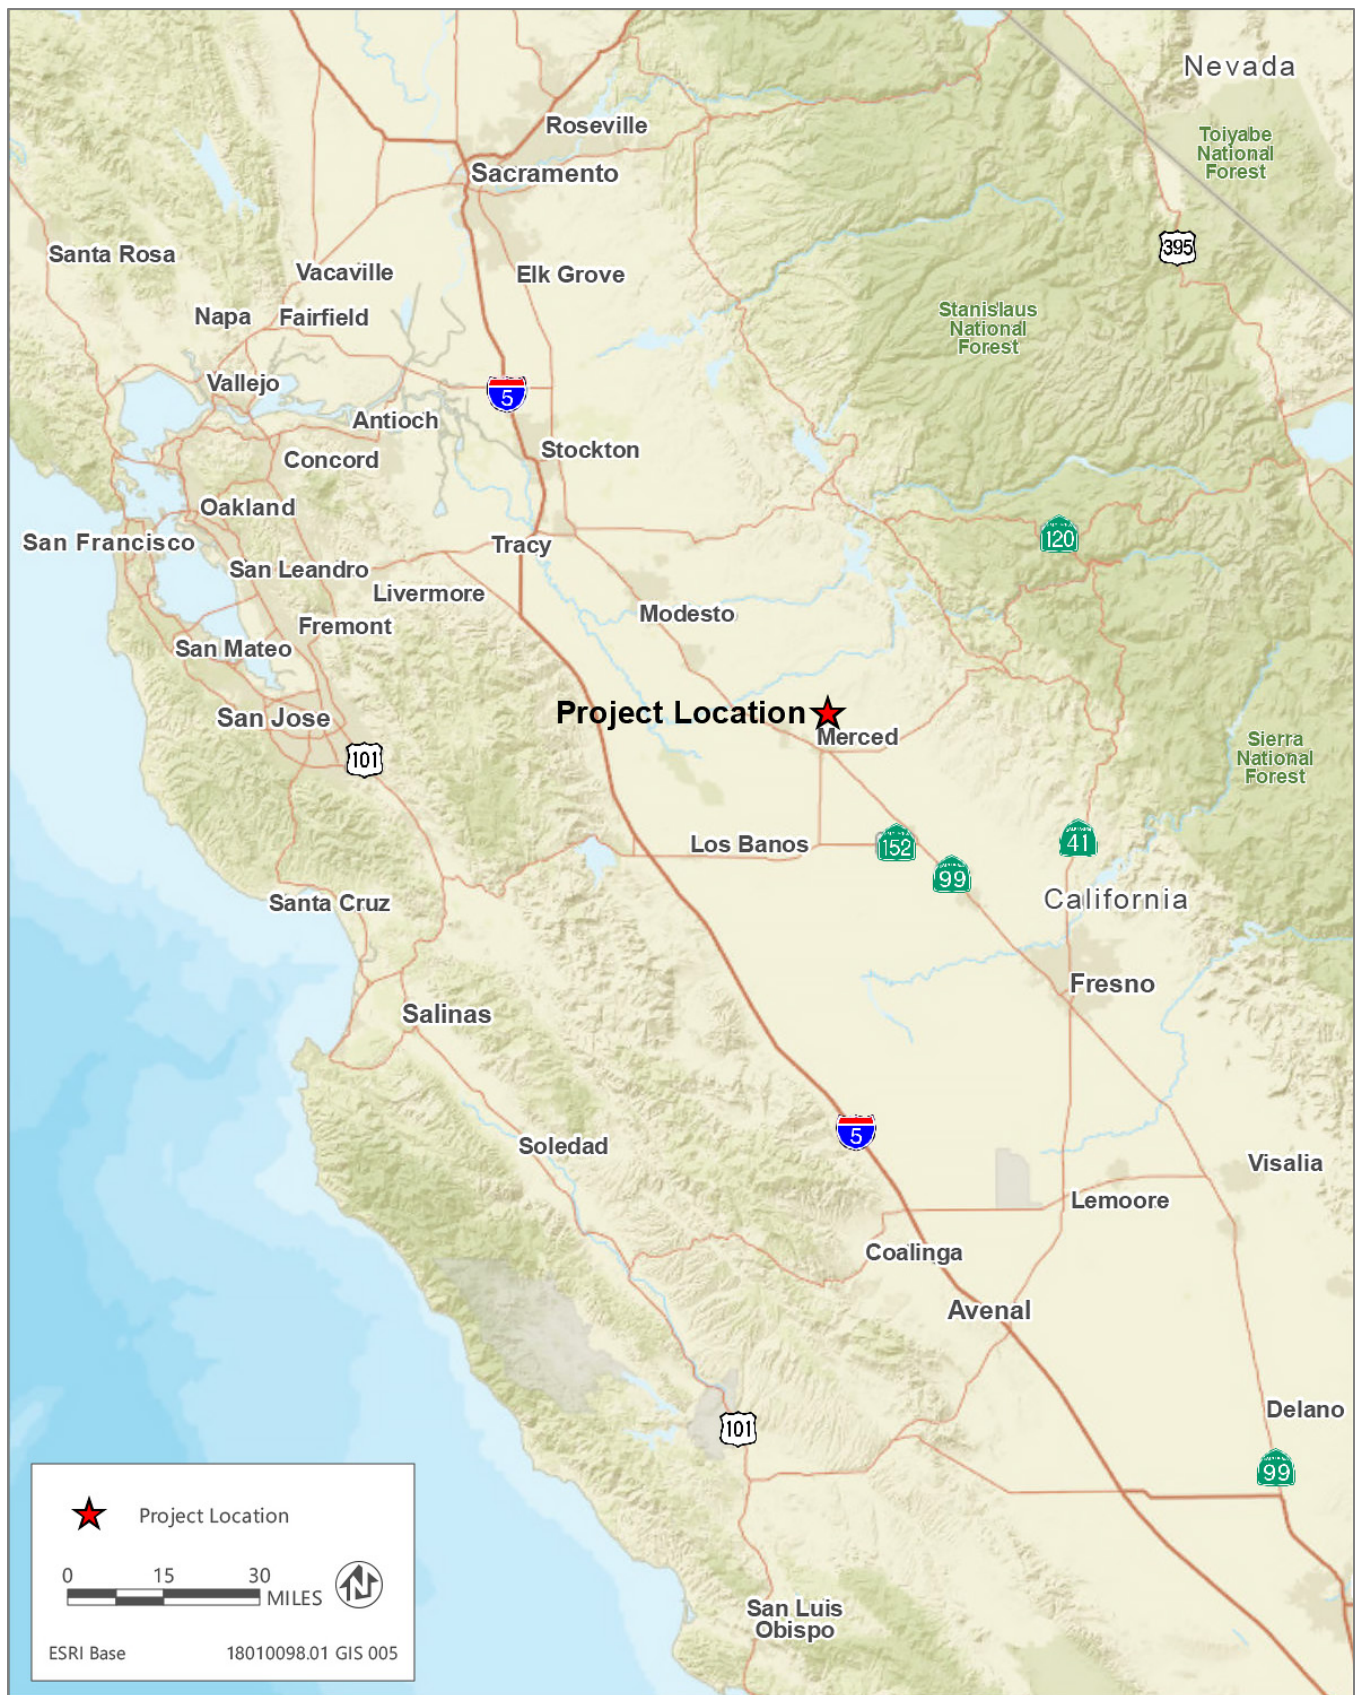 Nevada
Roseville
Toiyabe
National
Forest
Sacramento
395
Santa Rosa
Vacaville
Elk Grove
Napa
Fairfield
Stanislaus
National
Forest
Vallejo
5
Antioch
Stockton
Concord
Oakland
120
San Francisco
Tracy
San Leandro
Livermore
Modesto
Fremont
San Mateo
Project Location
San Jose
Merced
101
Sierra
National
Forest
Los Banos
152
41
99
California
Santa Cruz
Fresno
Salinas
5
Soledad
Visalia
Lemoore
Coalinga
Avenal
Delano
101
99
Project Location
0 15 30
MILES
N
San Luis
Obispo
ESRI Base 18010098.01 GIS 005